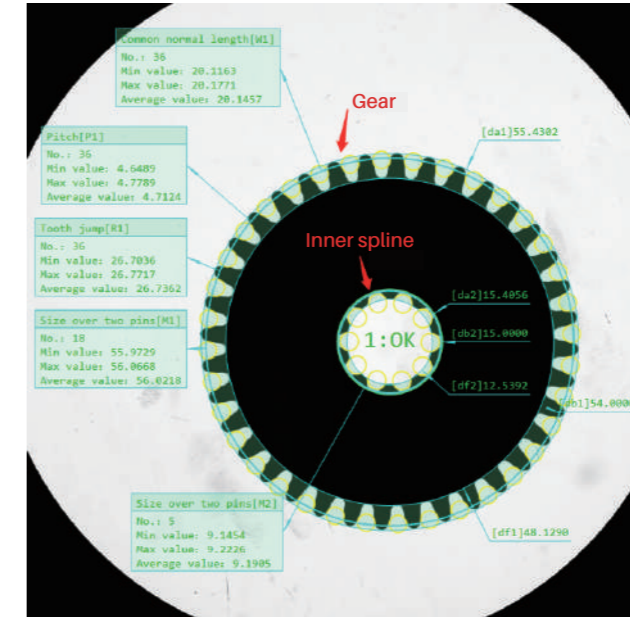 Common normal length[W1]
No.: 36
Min value: 20.1163
Max value: 20.1771
Average value: 20.1457
Gear
[da1]55.4302
Pitch[P1]
No.: 36
Min value: 4.6489
Max value: 4.7789
Average value: 4.7124
Tooth jump[R1]
No.: 36
Min value: 26.7036
Max value: 26.7717
Average value: 26.7362
Inner spline
[da2]15.4056
1:OK
[db2]15.0000
[df2]12.5392
Size over two pins[M1]
No.: 18
Min value: 55.9729
Max value: 56.0668
Average value: 56.0218
[db1]54.0000
Size over two pins[M2]
No.: 5
Min value: 9.1454
Max value: 9.2226
Average value: 9.1905
[df1]48.1290